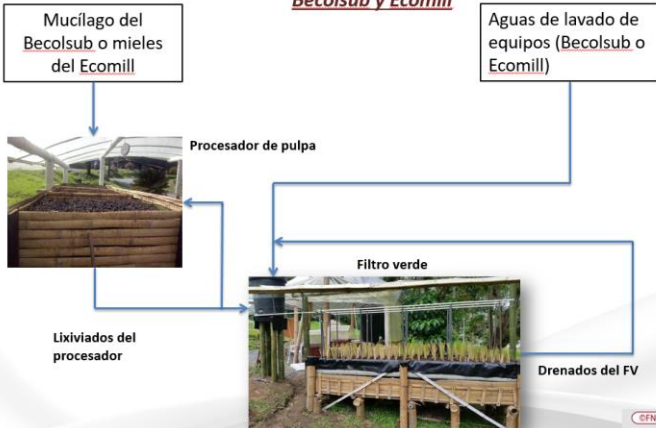 Becolsub y Ecomill
Mucílago del
Becolsub o mieles
del Ecomill
Aguas de lavado de
equipos (Becolsub o
Ecomill)
Procesador de pulpa
Filtro verde
Lixiviados del
procesador
Drenados del FV